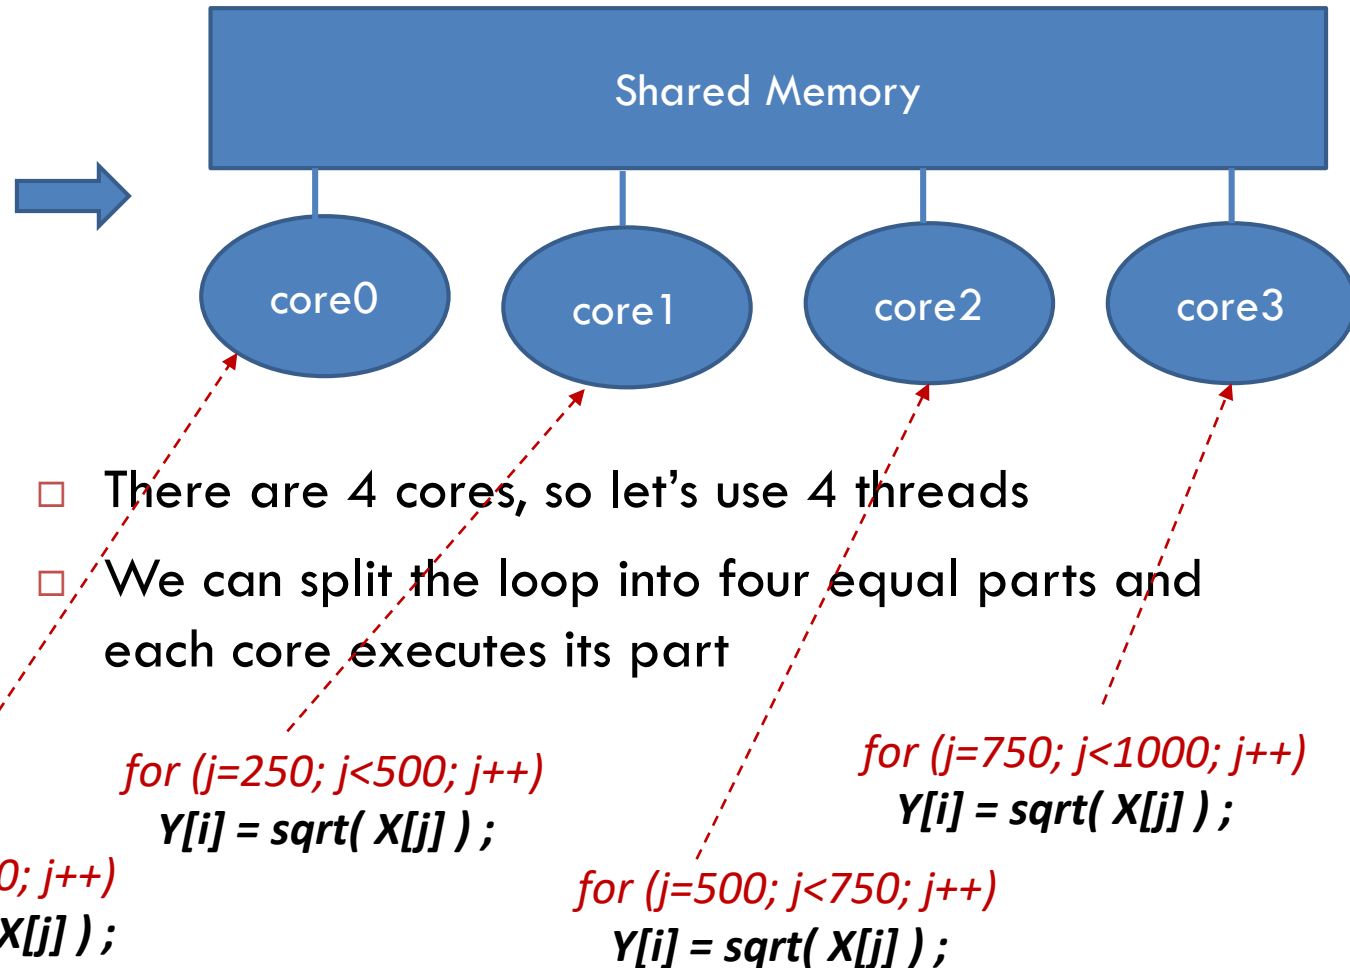 Shared Memory
core0
core1
core2
core3
There are 4 cores, so let’s use 4 threads
We can split the loop into four equal parts and
each core executes its part
for (j=250; j<500; j++)
Y[i] = sqrt( X[j] ) ;
for (j=750; j<1000; j++)
Y[i] = sqrt( X[j] ) ;
0; j++)
X[j] ) ;
for (j=500; j<750; j++)
Y[i] = sqrt( X[j] ) ;